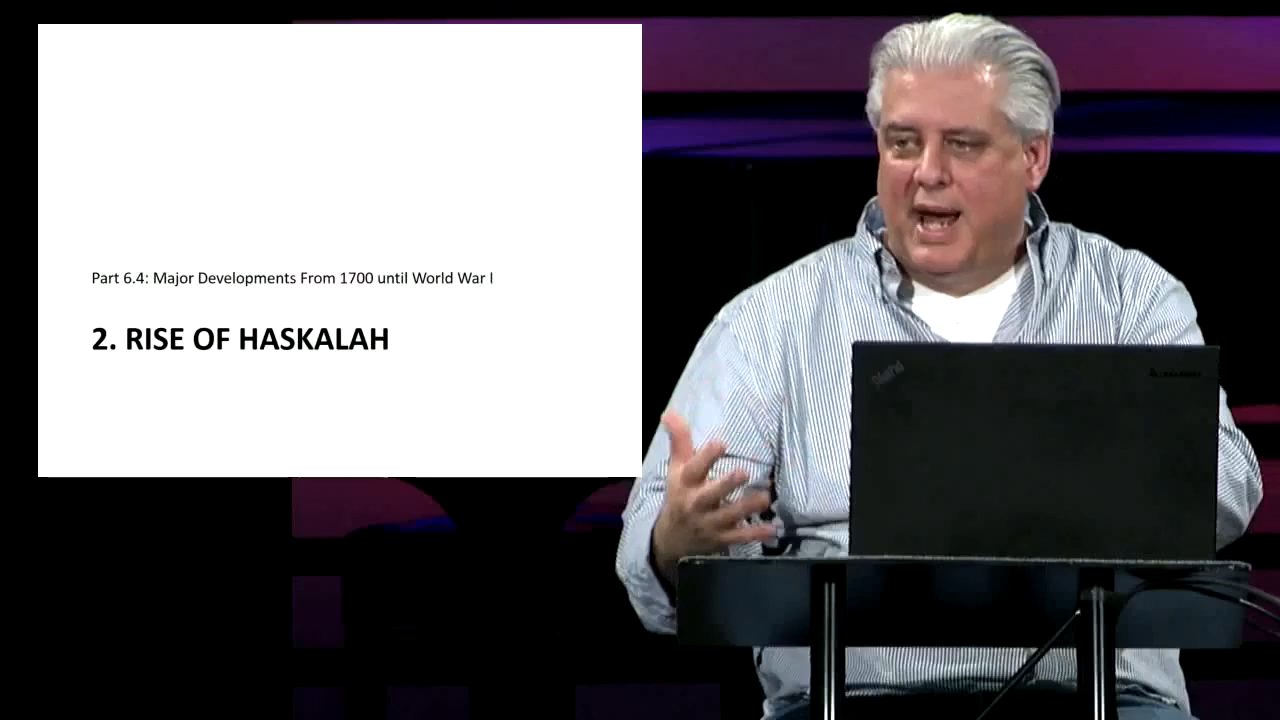 Part 6.4: Major Developments From 1700 until World War I
2. RISE OF HASKALAH